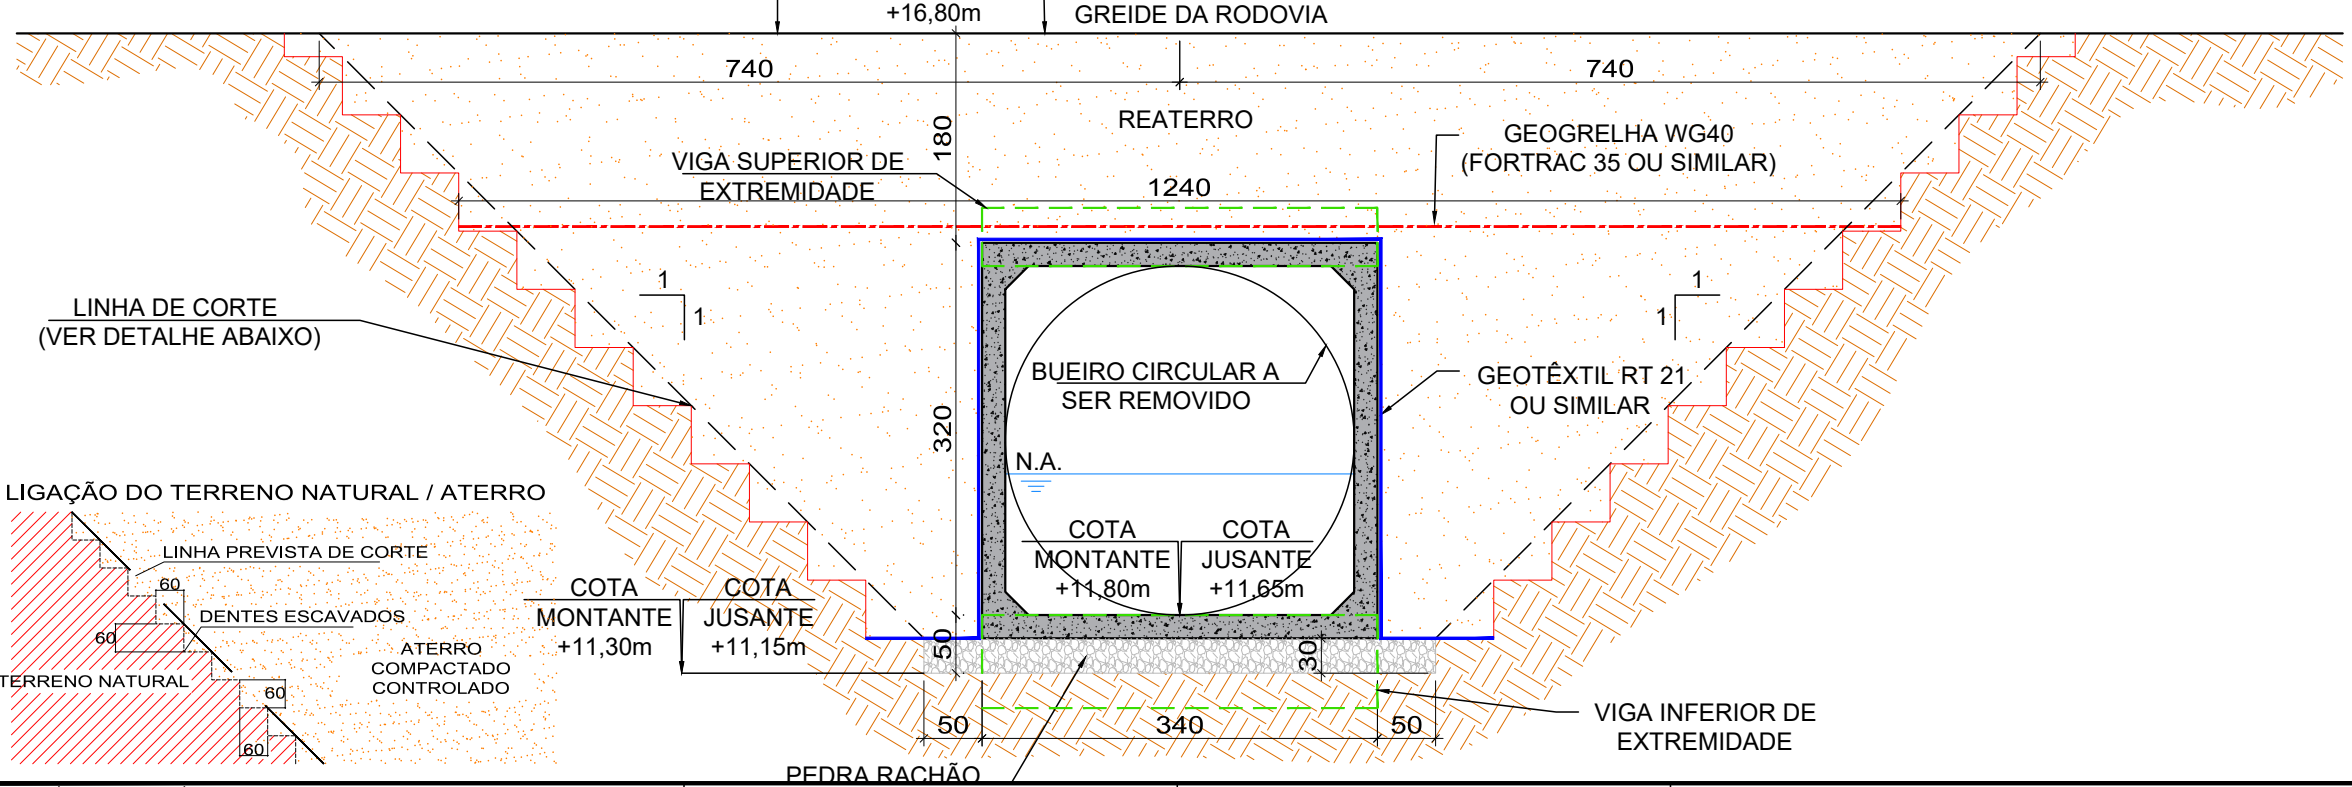 +16,80m
GREIDE DA RODOVIA
740
740
180
REATERRO
GEOGRELHA WG40
(FORTRAC 35 OU SIMILAR)
VIGA SUPERIOR DE
EXTREMIDADE
1240
1
1
1
1
LINHA DE CORTE
(VER DETALHE ABAIXO)
BUEIRO CIRCULAR A
SER REMOVIDO
GEOTÊXTIL RT 21
OU SIMILAR
320
N.A.
COTA
MONTANTE
+11,80m
COTA
JUSANTE
+11,65m
LIGAÇÃO DO TERRENO NATURAL / ATERRO
LINHA PREVISTA DE CORTE
60
DENTES ESCAVADOS
60
ATERRO
COMPACTADO
CONTROLADO
TERRENO NATURAL
60
60
COTA
MONTANTE
+11,30m
COTA
JUSANTE
+11,15m
50
30
50
340
50
VIGA INFERIOR DE
EXTREMIDADE
PEDRA RACHÃO